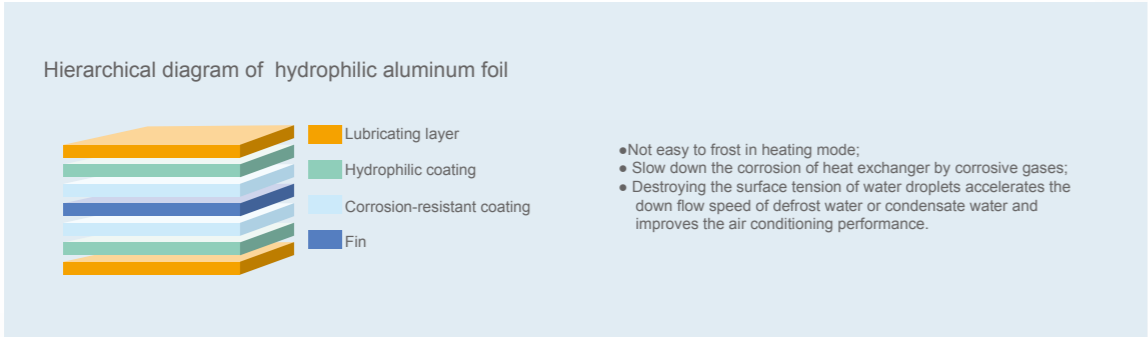 Hierarchical diagram of hydrophilic aluminum foil
Lubricating layer
Hydrophilic coating
Corrosion-resistant coating
Fin
●Not easy to frost in heating mode;
● Slow down the corrosion of heat exchanger by corrosive gases;
● Destroying the surface tension of water droplets accelerates the
down flow speed of defrost water or condensate water and
improves the air conditioning performance.